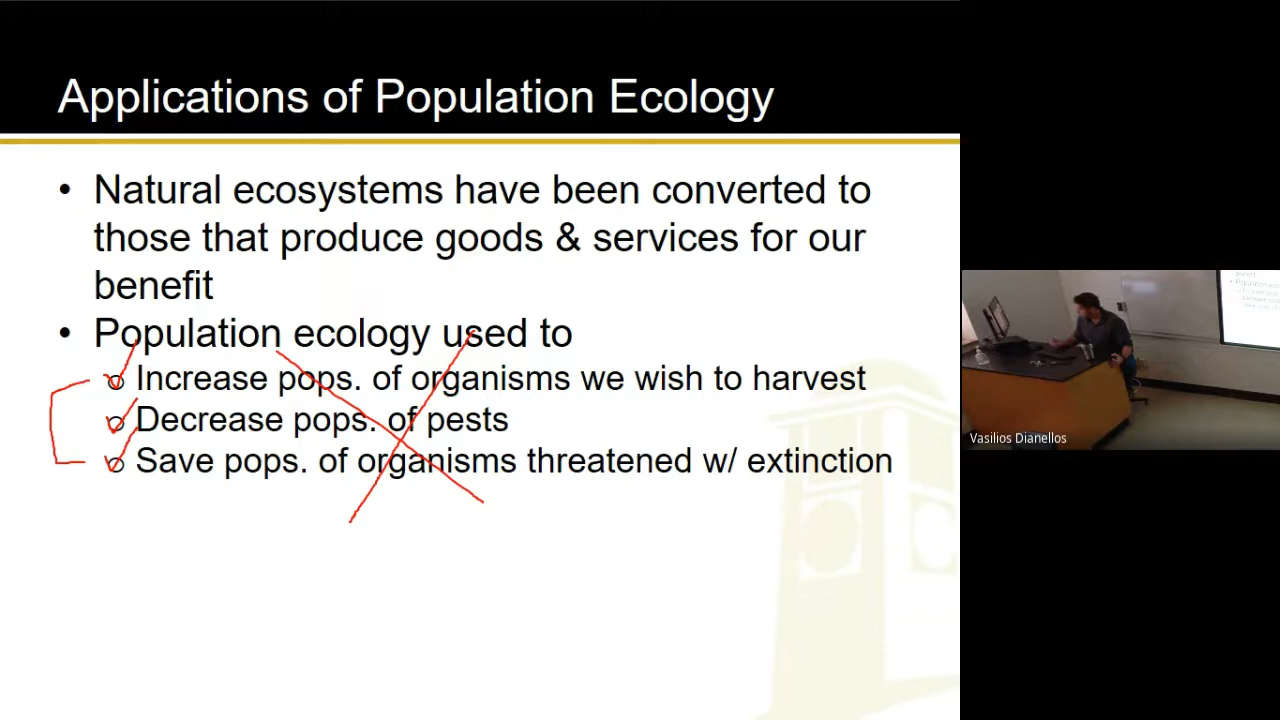 Applications of Population Ecology
• Natural ecosystems have been converted to
those that produce goods & services for our
benefit
• Population ecology used to
o Increase pops. of organisms we wish to harvest
o Decrease pops. of pests
o Save pops. of organisms threatened w/ extinction
Vasilios Dianellos